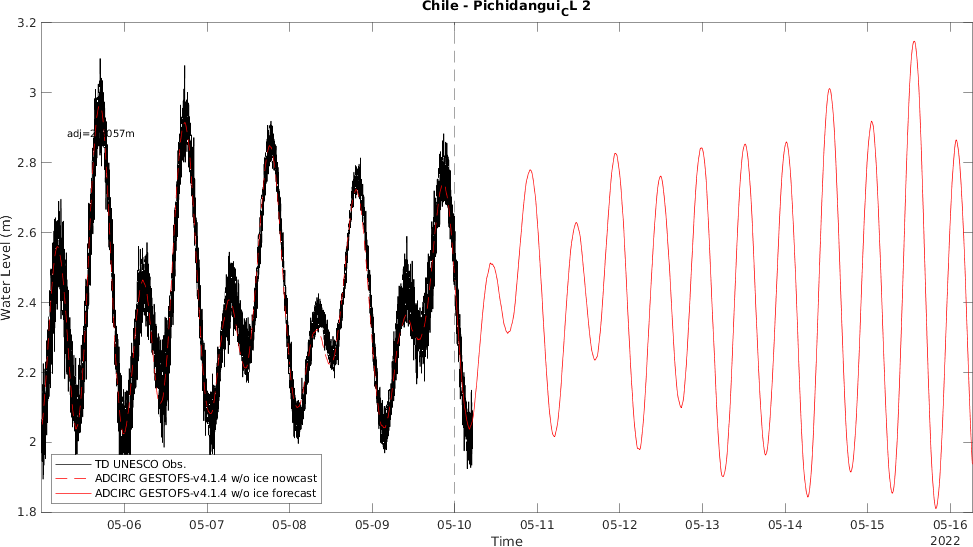 Chile - PichidanguiCL 2
3.2
3
2.8
2.6
2.4
2.2
2
1.8
Water Level (m)
TD UNESCO Obs.
ADCIRC GESTOFS-v4.1.4 w/o ice nowcast
ADCIRC GESTOFS-v4.1.4 w/o ice forecast
05-06 05-07 05-08 05-09 05-10 05-11 05-12 05-13 05-14 05-15 05-16
Time 2022